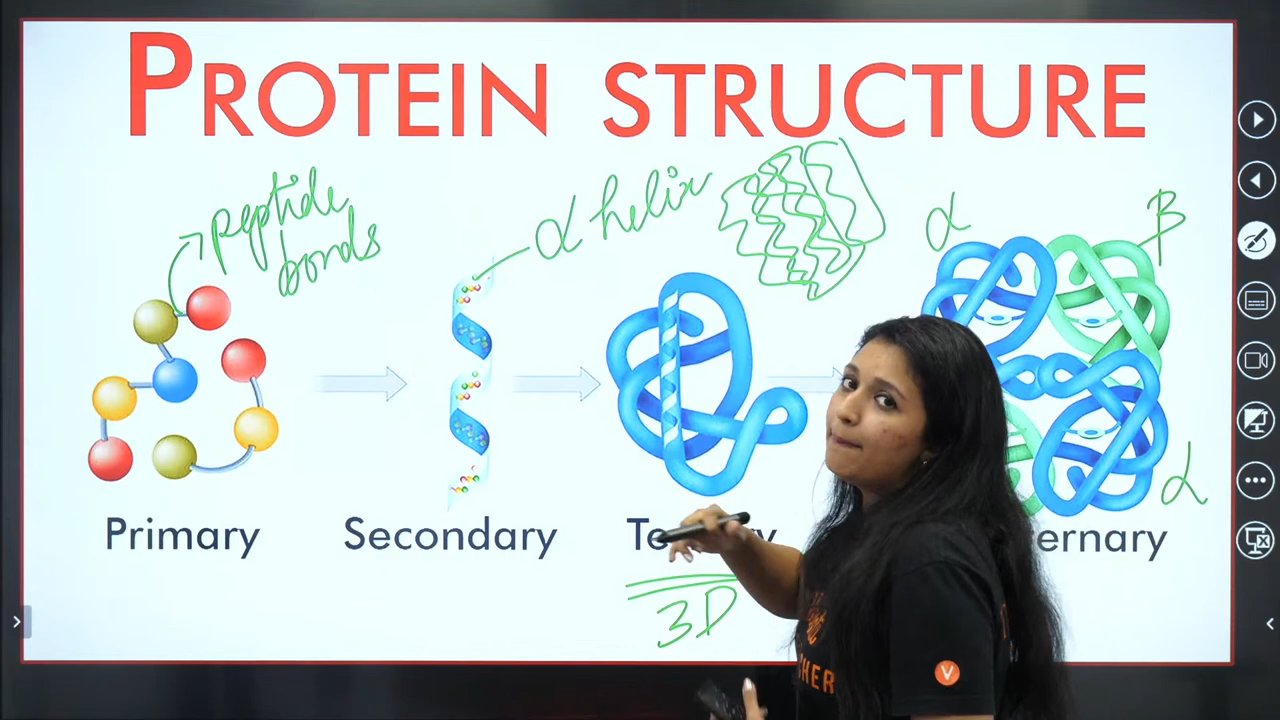 PROTEIN STRUCTURE
peptide
bonds
α helix
α
β
α
Primary
Secondary
3D
V